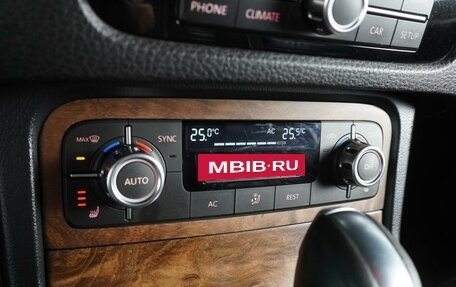 PHONE CLIMATE
CAR SETUP
MAX SYNC
25.0°C AC 25.5°C
MBIB.RU
AUTO OFF
AC REST